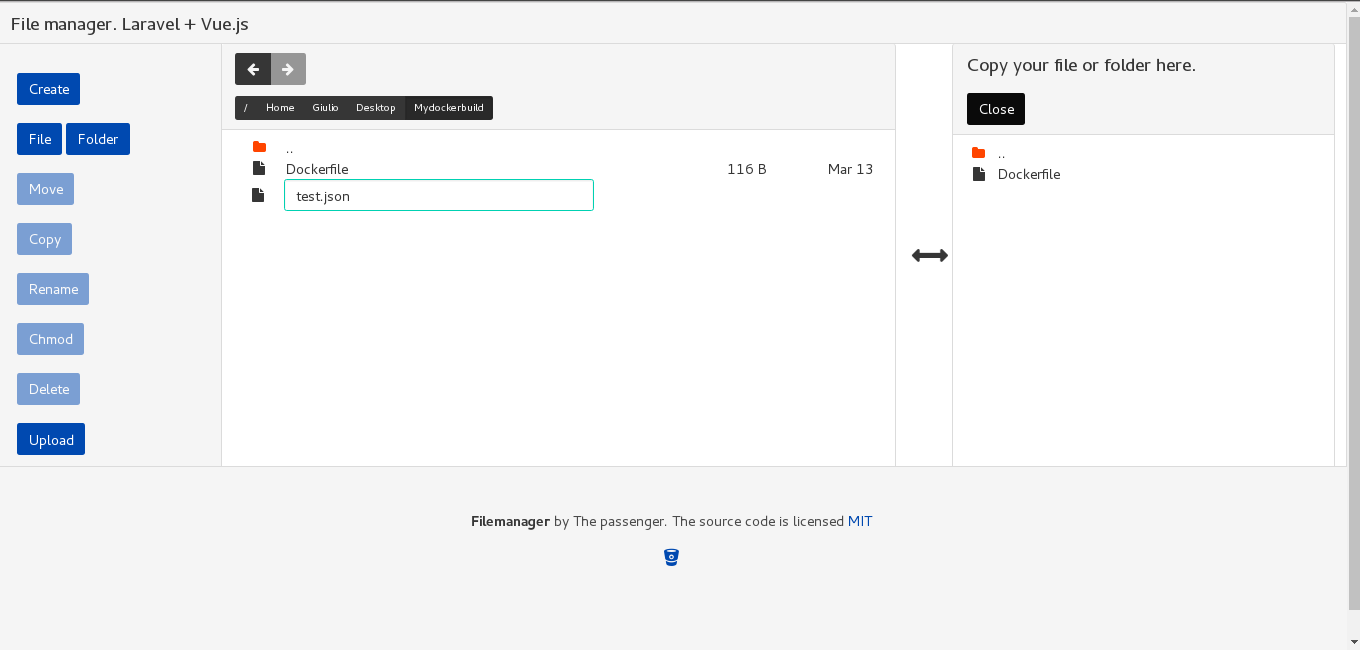 File manager. Laravel + Vue.js
Create
File Folder
Move
Copy
Rename
Chmod
Delete
Upload
/ Home Giulio Desktop Mydockerbuild
..
Dockerfile 116 B Mar 13
test.json
Copy your file or folder here.
Close
..
Dockerfile
Filemanager by The passenger. The source code is licensed MIT